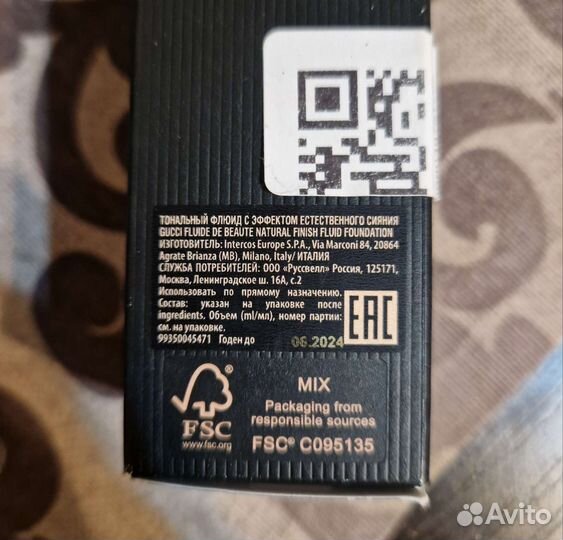 ТОНАЛЬНЫЙ ФЛЮИД С ЭФФЕКТОМ ЕСТЕСТВЕННОГО СИЯНИЯ
GUCCI FLUIDE DE BEAUTE NATURAL FINISH FLUID FOUNDATION
ИЗГОТОВИТЕЛЬ: Intercos Europe S.P.A., Via Marconi 84, 20864
Agrate Brianza (MB), Milano, Italy/ ИТАЛИЯ
СЛУЖБА ПОТРЕБИТЕЛЕЙ: ООО «Руссвелл» Россия, 125171,
Москва, Ленинградское ш. 16А, с.2
Использовать по прямому назначению.
Состав: указан на упаковке после
ingredients. Объем (ml/мл), номер партии:
см. на упаковке.
99350045471 Годен до 06.2024
EAC
FSC
www.fsc.org
MIX
Packaging from
responsible sources
FSC® C095135
Avito